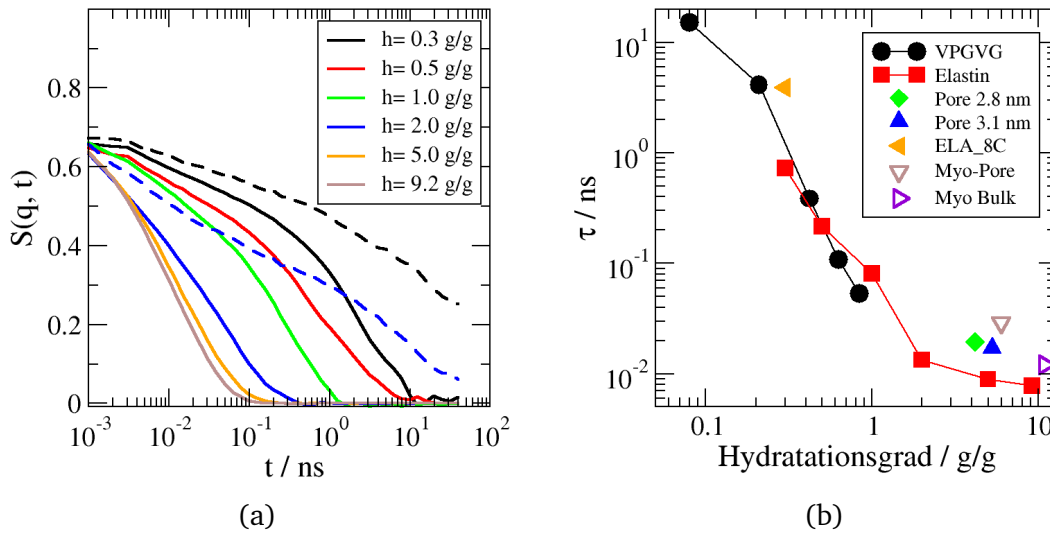 0.8
0.6
0.4
0.2
0
S(q, t)
10^-3
10^-2
10^-1
10^0
10^1
10^2
t / ns
h= 0.3 g/g
h= 0.5 g/g
h= 1.0 g/g
h= 2.0 g/g
h= 5.0 g/g
h= 9.2 g/g
(a)
10^1
10^0
10^-1
10^-2
τ / ns
0.1
1
10
Hydratationsgrad / g/g
VPGVG
Elastin
Pore 2.8 nm
Pore 3.1 nm
ELA_8C
Myo-Pore
Myo Bulk
(b)